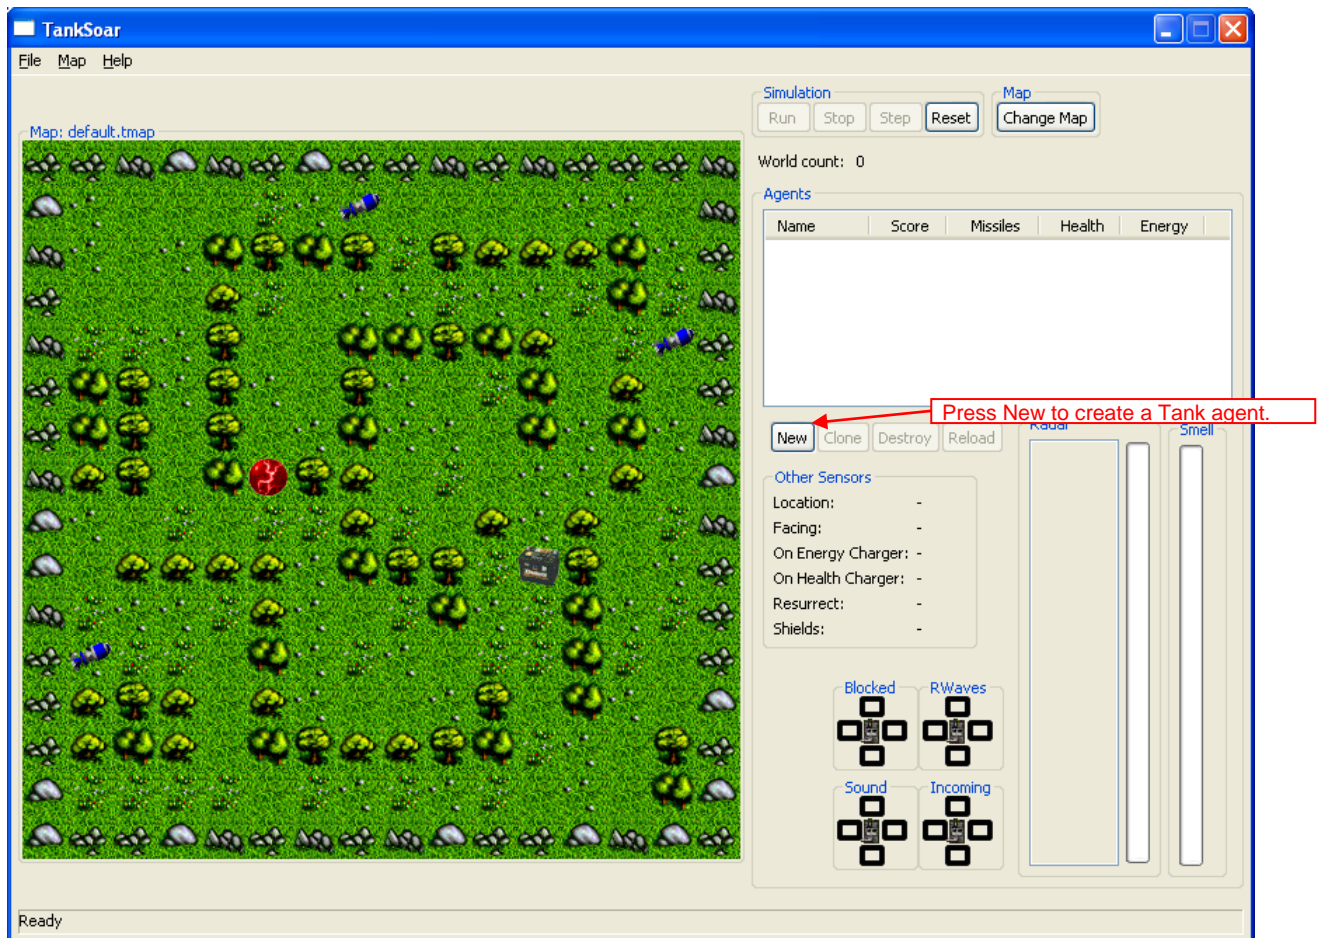 TankSoar
File Map Help
Simulation
Run Stop Step Reset
Map
Change Map
Map: default.tmap
World count: 0
Agents
Name Score Missiles Health Energy
Press New to create a Tank agent.
New Clone Destroy Reload
Radar
Smell
Other Sensors
Location: -
Facing: -
On Energy Charger: -
On Health Charger: -
Resurrect: -
Shields: -
Blocked RWaves
Sound Incoming
Ready